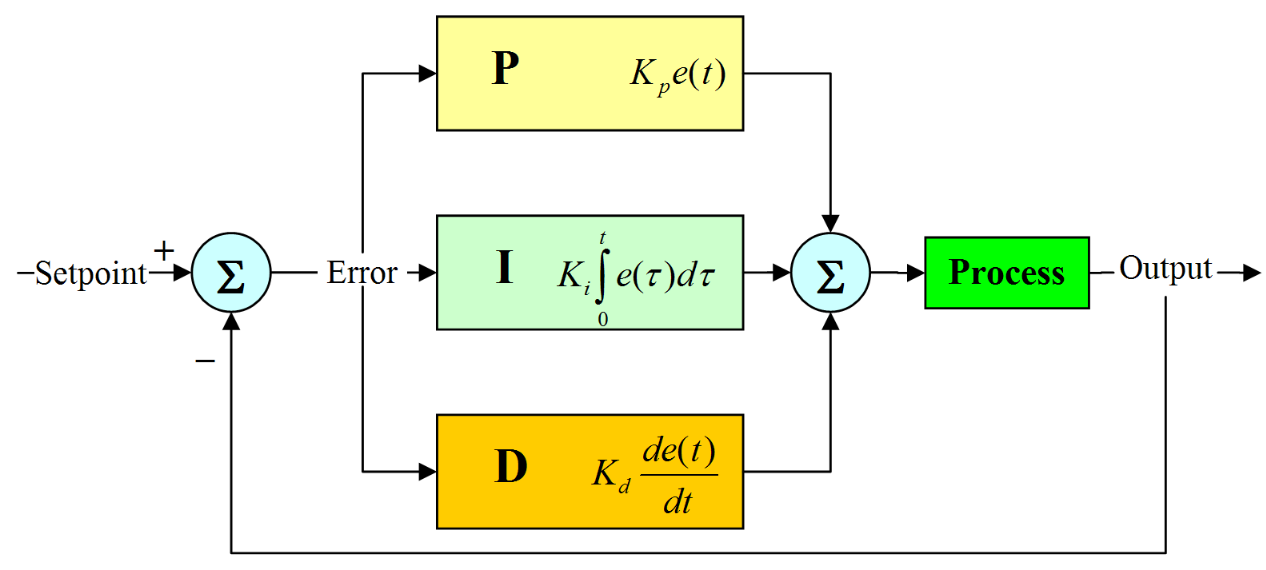 P K_p e(t)
+
Setpoint
Σ
Error
I K_i ∫_0^t e(τ)dτ
Σ
Process
Output
−
D K_d de(t)/dt